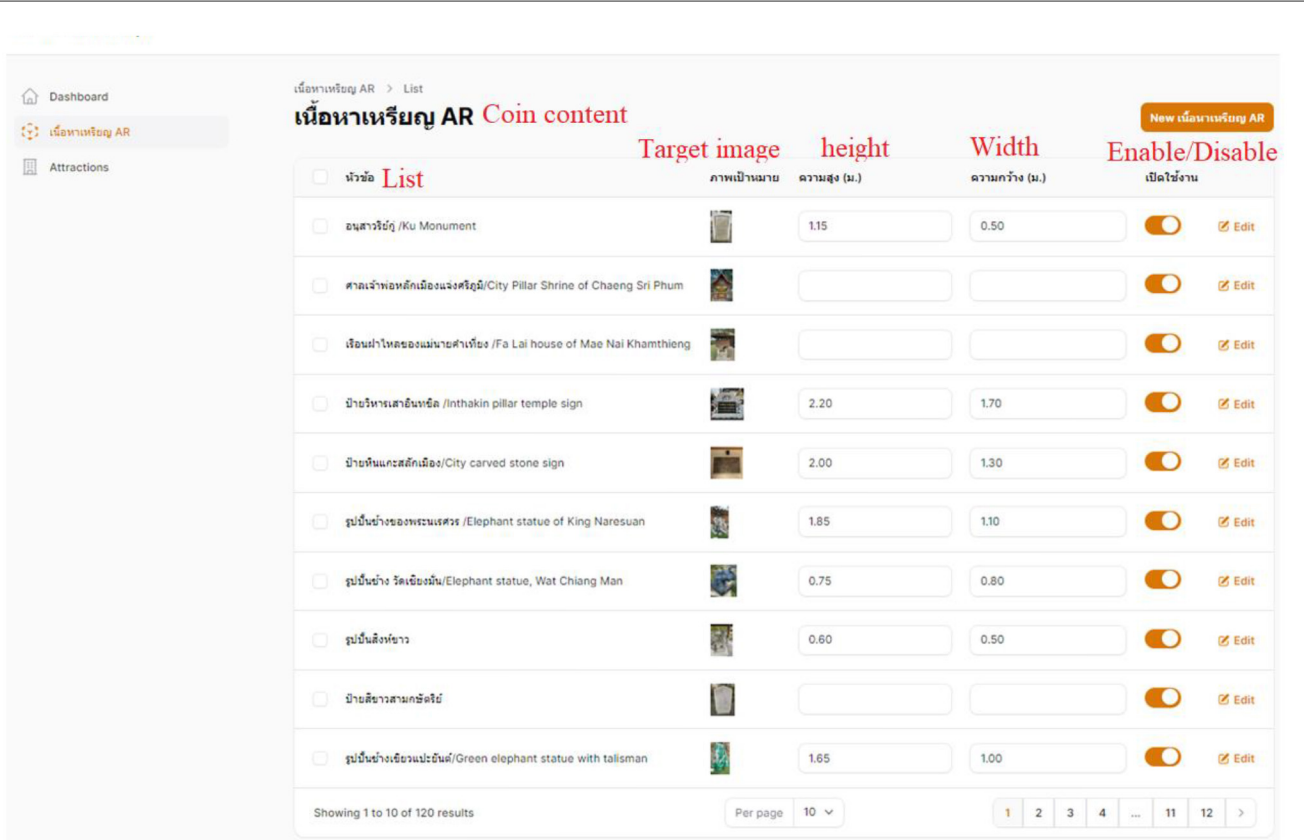 Dashboard
เนื้อหาเหรียญ AR
Attractions
เนื้อหาเหรียญ AR > List
เนื้อหาเหรียญ AR Coin content
New เนื้อหาเหรียญ AR
Target image height Width Enable/Disable
หัวข้อ List ภาพเป้าหมาย ความสูง (ม.) ความกว้าง (ม.) เปิดใช้งาน
อนุสาวรีย์กู่ /Ku Monument 1.15 0.50 Edit
ศาลเจ้าพ่อหลักเมืองแจ่งศรีภูมิ/City Pillar Shrine of Chaeng Sri Phum Edit
เรือนฝาไหลของแม่นายคำเที่ยง /Fa Lai house of Mae Nai Khamthieng Edit
ป้ายวิหารเสาอินทขิล /Inthakin pillar temple sign 2.20 1.70 Edit
ป้ายหินแกะสลักเมือง/City carved stone sign 2.00 1.30 Edit
รูปปั้นช้างของพระนเรศวร /Elephant statue of King Naresuan 1.85 1.10 Edit
รูปปั้นช้าง วัดเชียงมั่น/Elephant statue, Wat Chiang Man 0.75 0.80 Edit
รูปปั้นสิงห์ขาว 0.60 0.50 Edit
ป้ายสีขาวสามกษัตริย์ Edit
รูปปั้นช้างเขียวแปะยันต์/Green elephant statue with talisman 1.65 1.00 Edit
Showing 1 to 10 of 120 results Per page 10 1 2 3 4 ... 11 12 >